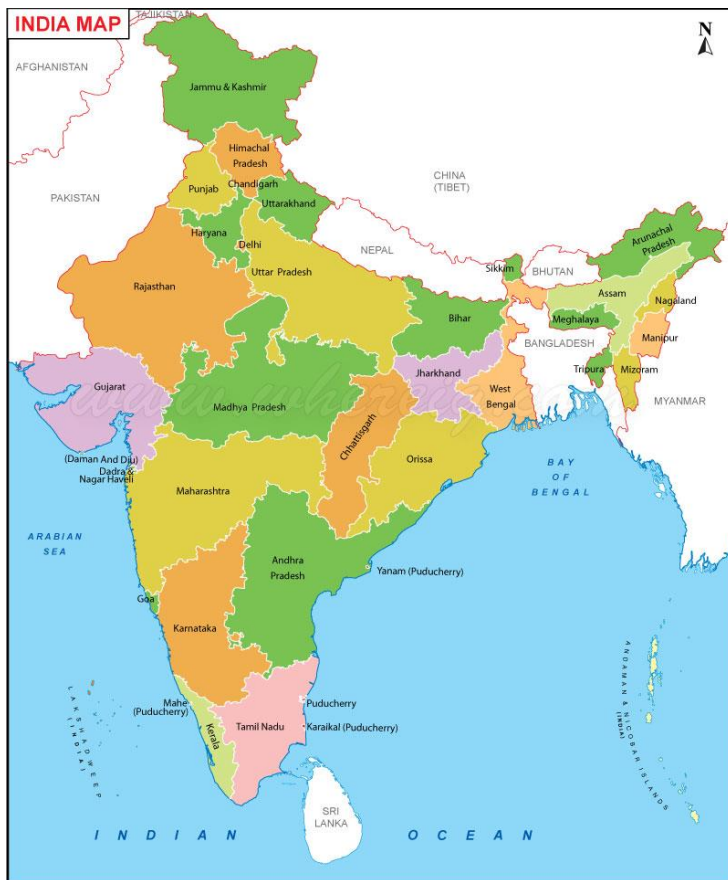 INDIA MAP
TAJIKISTAN
N
AFGHANISTAN
Jammu & Kashmir
Himachal
Pradesh
CHINA
(TIBET)
Chandigarh
Punjab
PAKISTAN
Uttarakhand
Haryana
Delhi
NEPAL
Arunachal
Pradesh
Sikkim
BHUTAN
Uttar Pradesh
Rajasthan
Assam
Nagaland
Bihar
Meghalaya
Manipur
BANGLADESH
Jharkhand
Tripura
Mizoram
Gujarat
West
Bengal
MYANMAR
Madhya Pradesh
Chhattisgarh
(Daman And Diu)
Dadra &
Nagar Haveli
Orissa
BAY
OF
BENGAL
Maharashtra
ARABIAN
SEA
Andhra
Pradesh
Yanam (Puducherry)
Goa
Karnataka
LAKSHADWEEP
(INDIA)
Mahe
(Puducherry)
Puducherry
Kerala
Tamil Nadu
Karaikal (Puducherry)
ANDAMAN & NICOBAR ISLANDS
(INDIA)
SRI
LANKA
INDIAN OCEAN